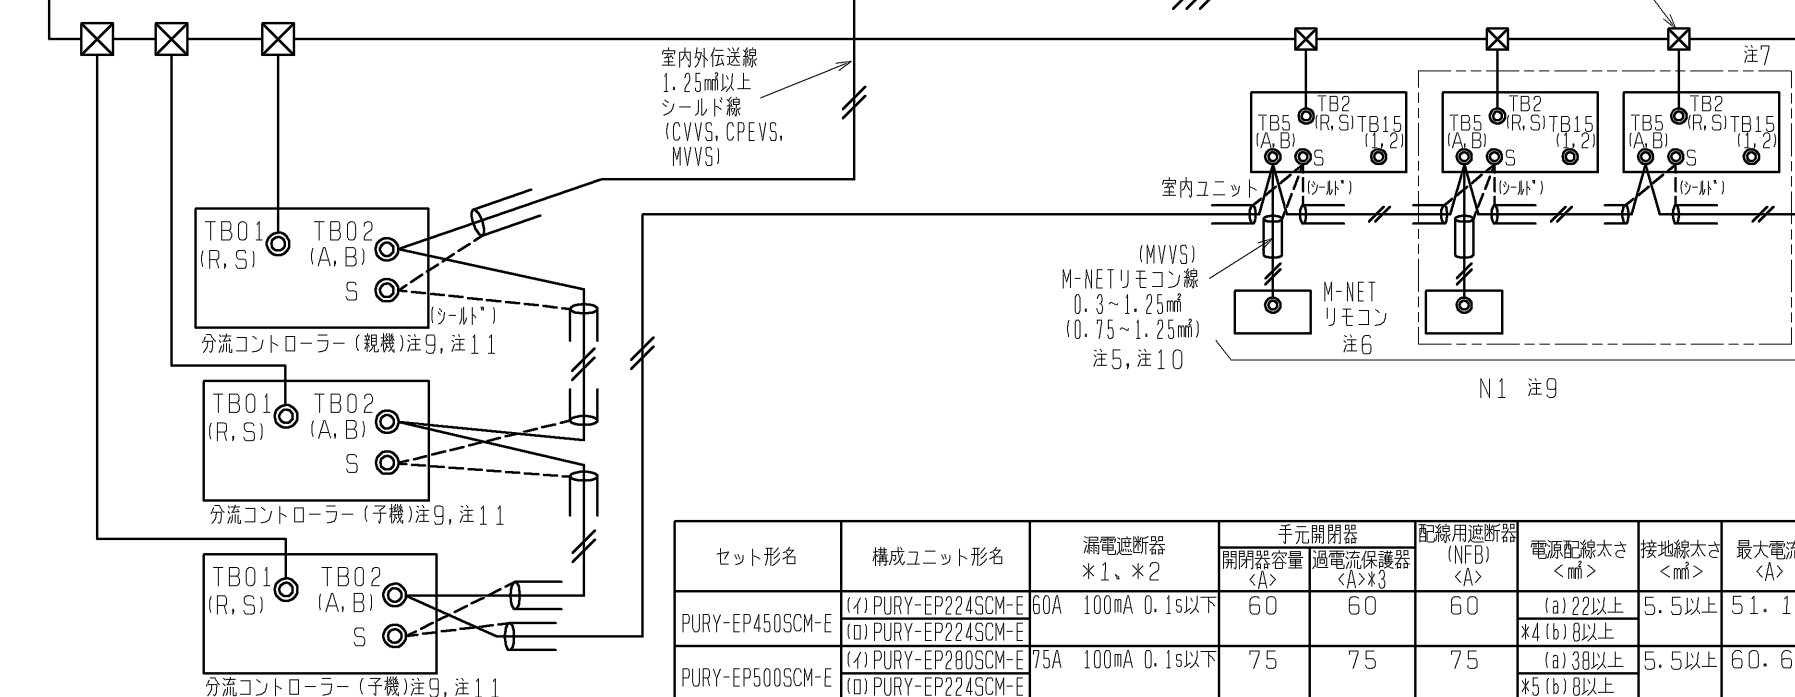 室内外伝送線
1.25㎟以上
シールド線
(CVVS, CPEVS,
MVVS)
注7
TB2
(R,S)
TB5
(A,B)
S
TB2
(R,S)
TB15
(1,2)
TB5
(A,B)
S
TB2
(R,S)
TB15
(1,2)
TB5
(A,B)
S
TB15
(1,2)
室内ユニット
(シールド)
(シールド)
(シールド)
TB01
(R,S)
TB02
(A,B)
S
(シールド)
分流コントローラー(親機)注9,注11
(MVVS)
M-NETリモコン線
0.3~1.25㎟
(0.75~1.25㎟)
注5,注10
M-NET
リモコン
注6
N1 注9
TB01
(R,S)
TB02
(A,B)
S
分流コントローラー(子機)注9,注11
TB01
(R,S)
TB02
(A,B)
S
分流コントローラー(子機)注9,注11
セット形名
構成ユニット形名
漏電遮断器
*1、*2
手元開閉器
開閉器容量
<A>
過電流保護器
<A>*3
配線用遮断器
(NFB)
<A>
電源配線太さ
<㎟>
接地線太さ
<㎟>
最大電流
<A>
PURY-EP450SCM-E
(イ)PURY-EP224SCM-E
(ロ)PURY-EP224SCM-E
60A 100mA 0.1s以下
60
60
60
(a)22以上
*4(b)8以上
5.5以上
51.1
PURY-EP500SCM-E
(イ)PURY-EP280SCM-E
(ロ)PURY-EP224SCM-E
75A 100mA 0.1s以下
75
75
75
(a)38以上
*5(b)8以上
5.5以上
60.6